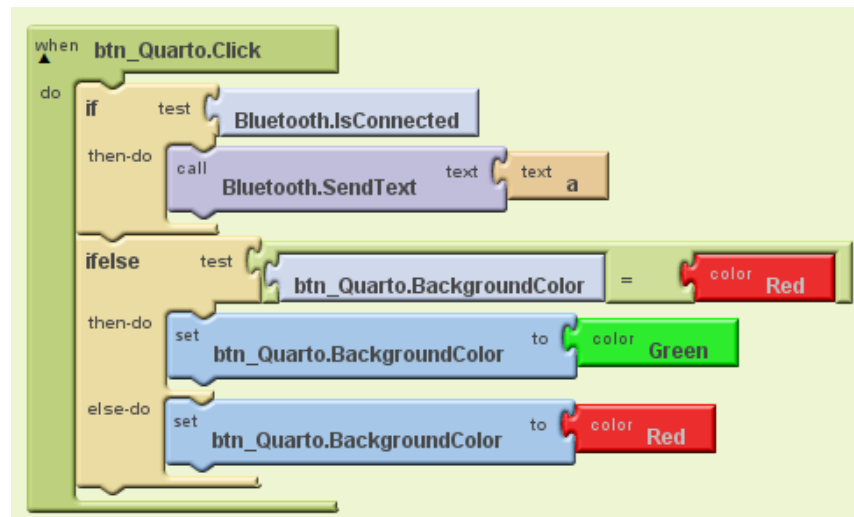 when btn_Quarto.Click
do
if test Bluetooth.IsConnected
then-do call Bluetooth.SendText text text a
ifelse test btn_Quarto.BackgroundColor = color Red
then-do set btn_Quarto.BackgroundColor to color Green
else-do set btn_Quarto.BackgroundColor to color Red